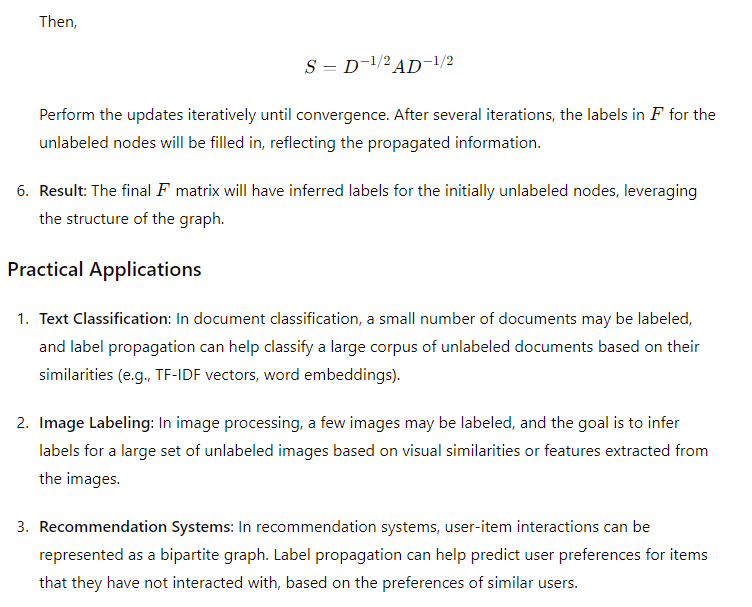 Then,
S = D^{-1/2} A D^{-1/2}
Perform the updates iteratively until convergence. After several iterations, the labels in F for the
unlabeled nodes will be filled in, reflecting the propagated information.
6. Result: The final F matrix will have inferred labels for the initially unlabeled nodes, leveraging
the structure of the graph.
Practical Applications
1. Text Classification: In document classification, a small number of documents may be labeled,
and label propagation can help classify a large corpus of unlabeled documents based on their
similarities (e.g., TF-IDF vectors, word embeddings).
2. Image Labeling: In image processing, a few images may be labeled, and the goal is to infer
labels for a large set of unlabeled images based on visual similarities or features extracted from
the images.
3. Recommendation Systems: In recommendation systems, user-item interactions can be
represented as a bipartite graph. Label propagation can help predict user preferences for items
that they have not interacted with, based on the preferences of similar users.